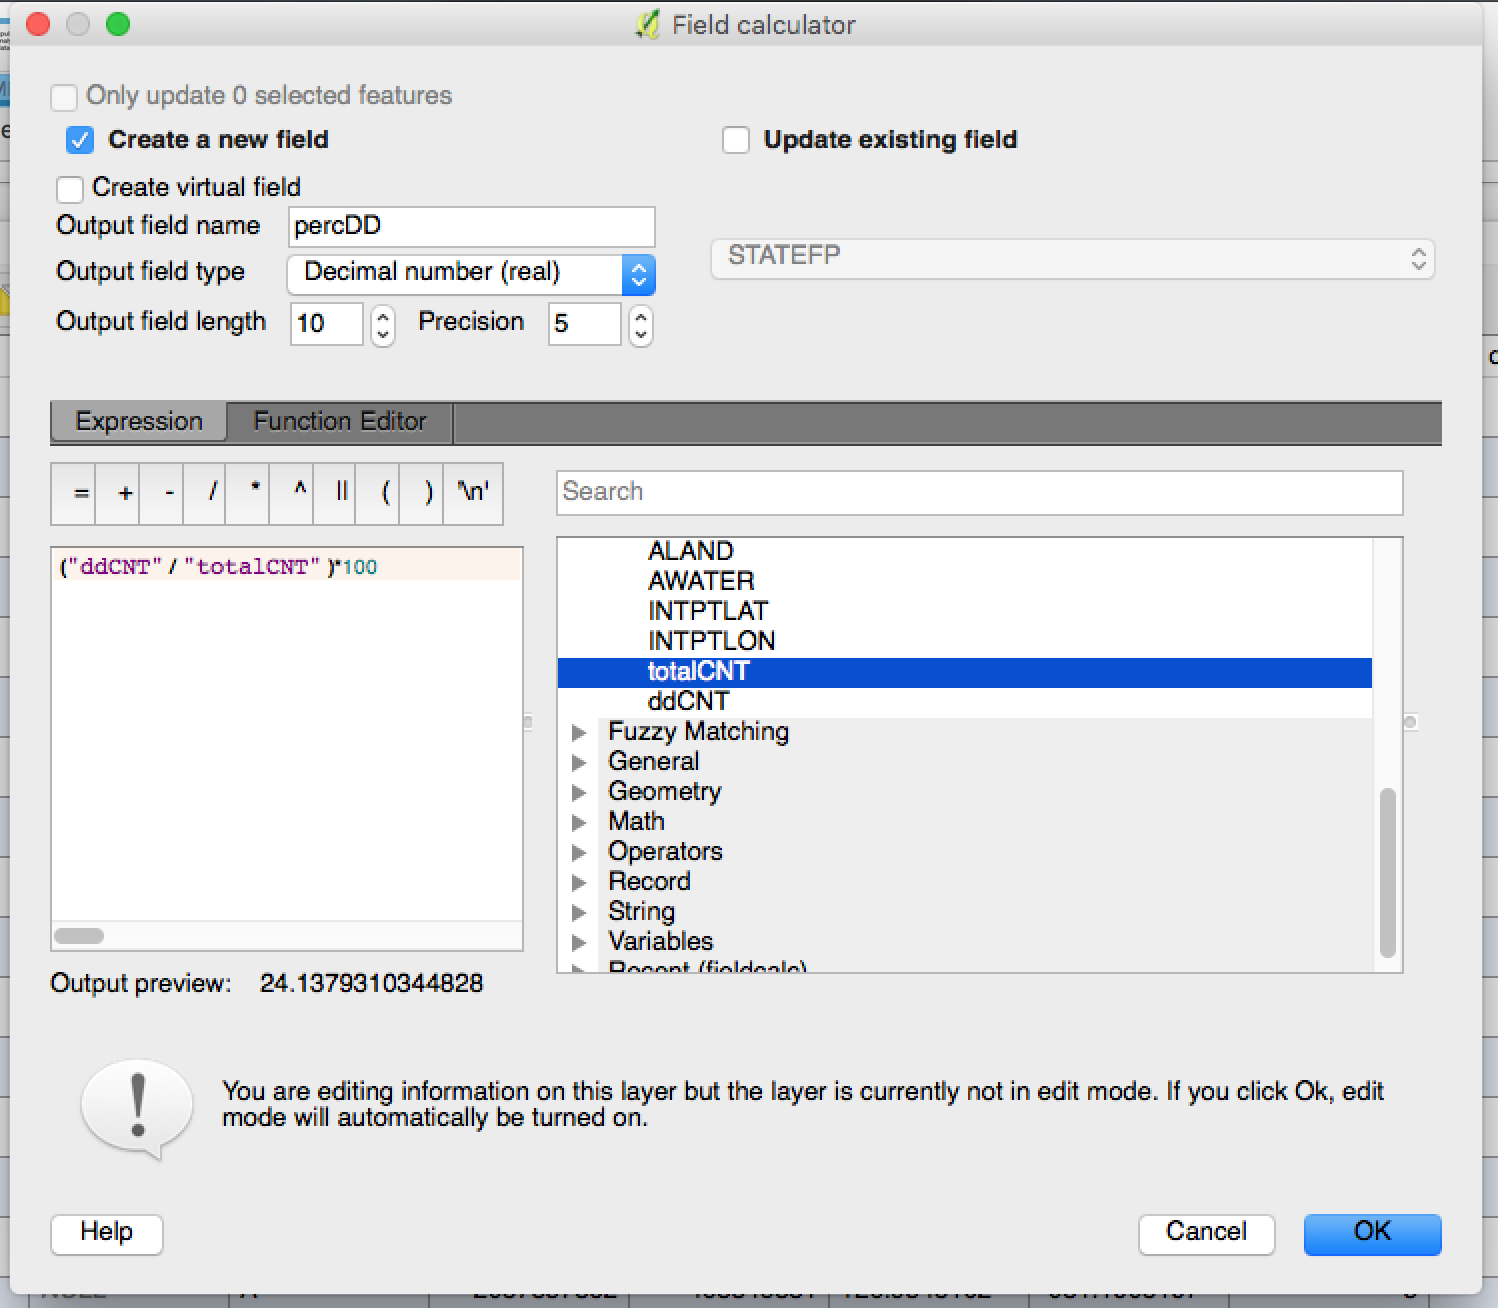 Field calculator
Only update 0 selected features
Create a new field
Update existing field
Create virtual field
Output field name percDD
STATEFP
Output field type Decimal number (real)
Output field length 10 Precision 5
Expression Function Editor
= + - / * ^ || ( ) '\n'
Search
("ddCNT" / "totalCNT" )*100
ALAND
AWATER
INTPTLAT
INTPTLON
totalCNT
ddCNT
Fuzzy Matching
General
Geometry
Math
Operators
Record
String
Variables
Recent (fieldcalc)
Output preview: 24.1379310344828
You are editing information on this layer but the layer is currently not in edit mode. If you click Ok, edit
mode will automatically be turned on.
Help Cancel OK